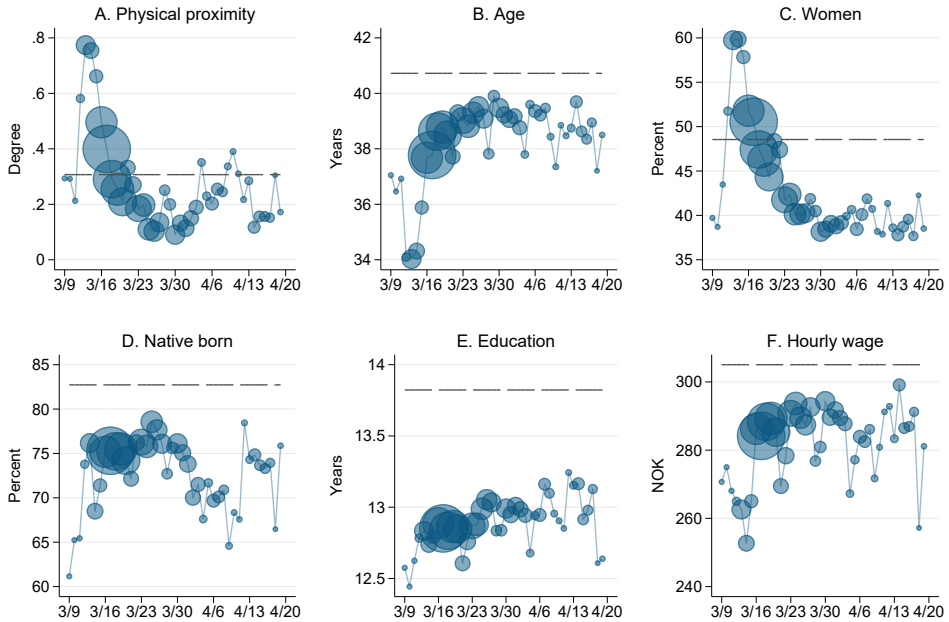 A. Physical proximity
Degree
.8
.6
.4
.2
0
3/9 3/16 3/23 3/30 4/6 4/13 4/20
B. Age
Years
42
40
38
36
34
3/9 3/16 3/23 3/30 4/6 4/13 4/20
C. Women
Percent
60
55
50
45
40
35
3/9 3/16 3/23 3/30 4/6 4/13 4/20
D. Native born
Percent
85
80
75
70
65
60
3/9 3/16 3/23 3/30 4/6 4/13 4/20
E. Education
Years
14
13.5
13
12.5
3/9 3/16 3/23 3/30 4/6 4/13 4/20
F. Hourly wage
NOK
300
280
260
240
3/9 3/16 3/23 3/30 4/6 4/13 4/20